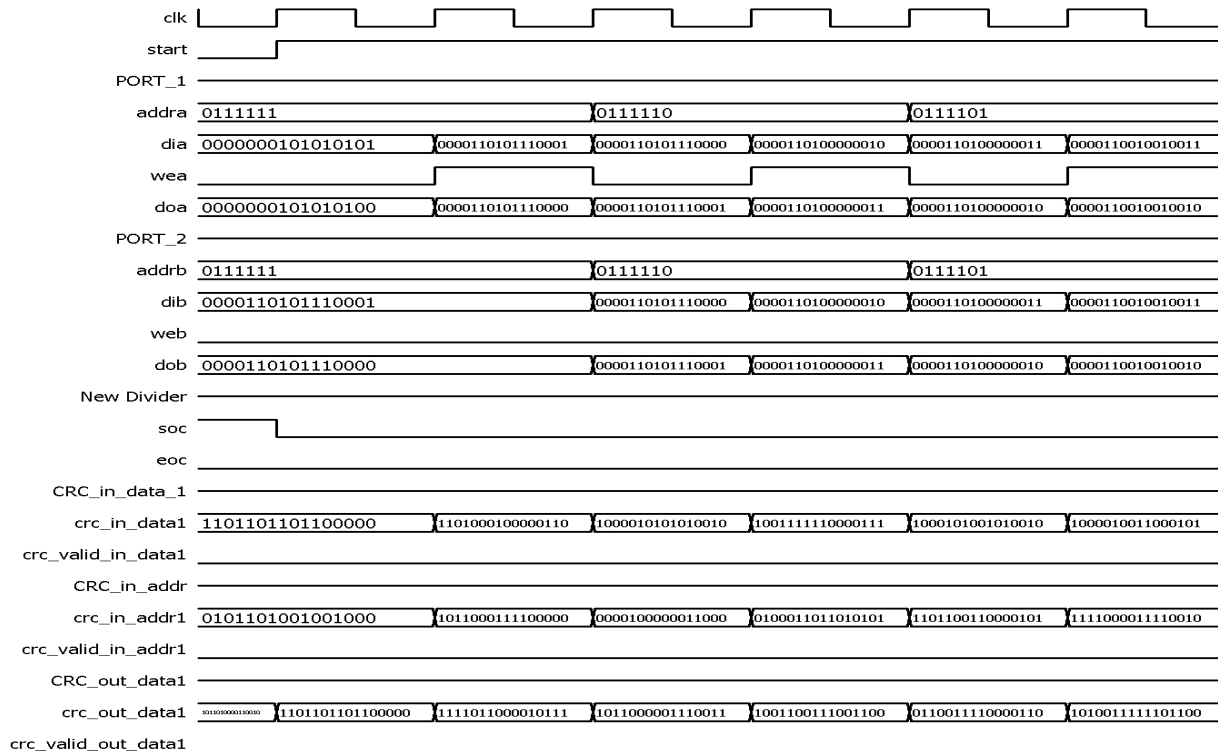 clk
start
PORT_1
addra 0111111 0111110 0111101
dia 0000000101010101 0000110101110001 0000110101110000 0000110100000010 0000110100000011 0000110010010011
wea
doa 0000000101010100 0000110101110000 0000110101110001 0000110100000011 0000110100000010 0000110010010010
PORT_2
addrb 0111111 0111110 0111101
dib 0000110101110001 0000110101110000 0000110100000010 0000110100000011 0000110010010011
web
dob 0000110101110000 0000110101110001 0000110100000011 0000110100000010 0000110010010010
New Divider
soc
eoc
CRC_in_data_1
crc_in_data1 1101101101100000 1101000100000110 1000010101010010 1001111110000111 1000101001010010 1000010011000101
crc_valid_in_data1
CRC_in_addr
crc_in_addr1 0101101001001000 1011000111100000 0000100000011000 0100011011010101 1101100110000101 1111000011110010
crc_valid_in_addr1
CRC_out_data1
crc_out_data1 1101101101100000 1111011000010111 1011000001110011 1001100111001100 0110011110000110 1010011111101100
crc_valid_out_data1